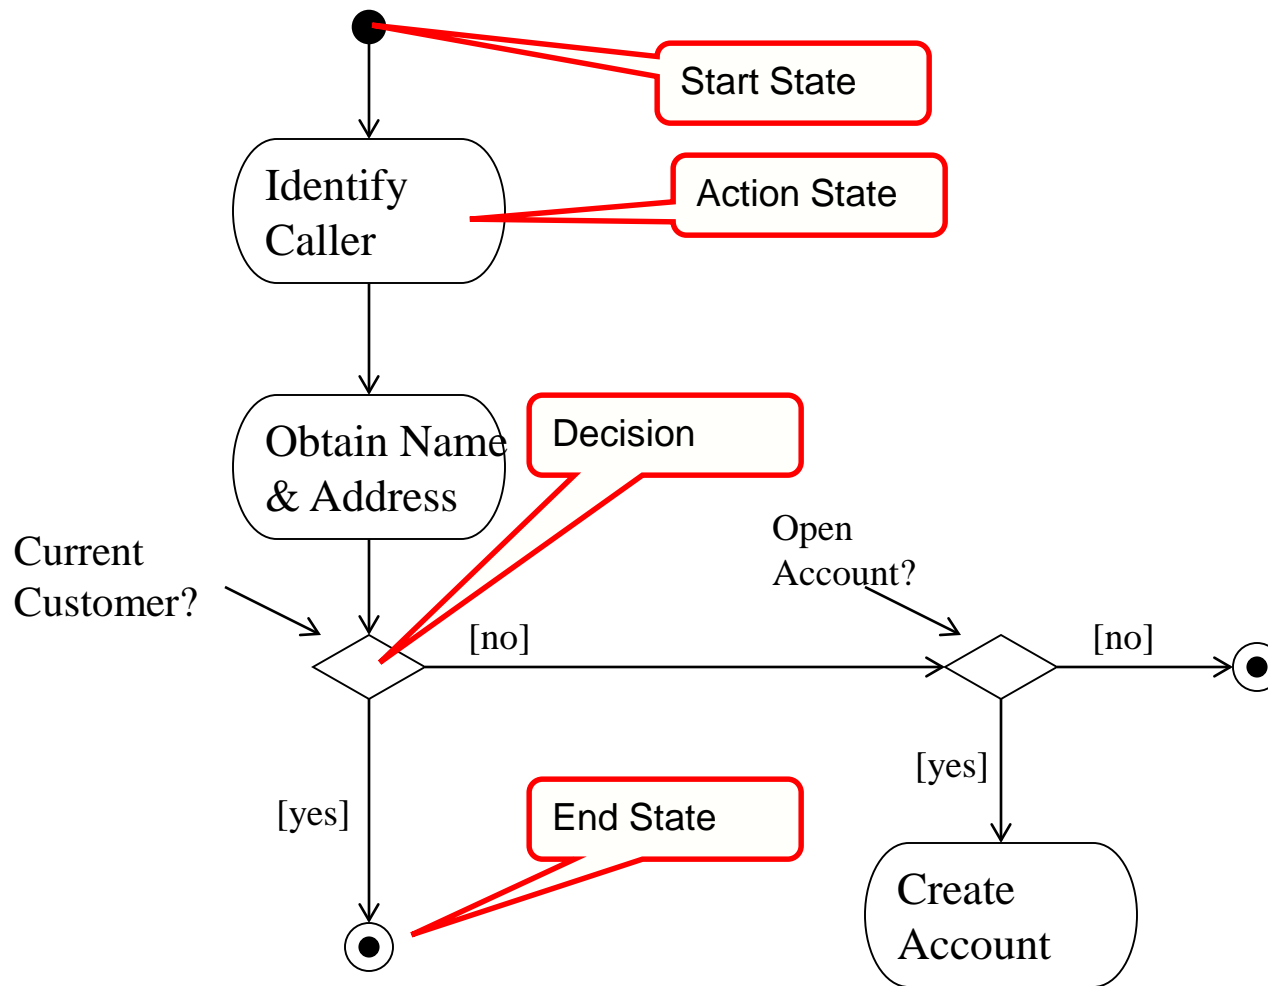 Start State
Identify
Caller
Action State
Obtain Name
& Address
Decision
Current
Customer?
Open
Account?
[no]
[no]
[yes]
[yes]
End State
Create
Account